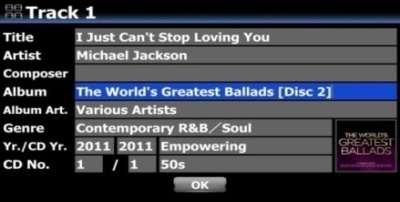 Track 1
Title I Just Can't Stop Loving You
Artist Michael Jackson
Composer
Album The World's Greatest Ballads [Disc 2]
Album Art. Various Artists
Genre Contemporary R&B／Soul
Yr./CD Yr. 2011 2011 Empowering
CD No. 1 / 1 50s
THE WORLD'S
GREATEST
BALLADS
OK